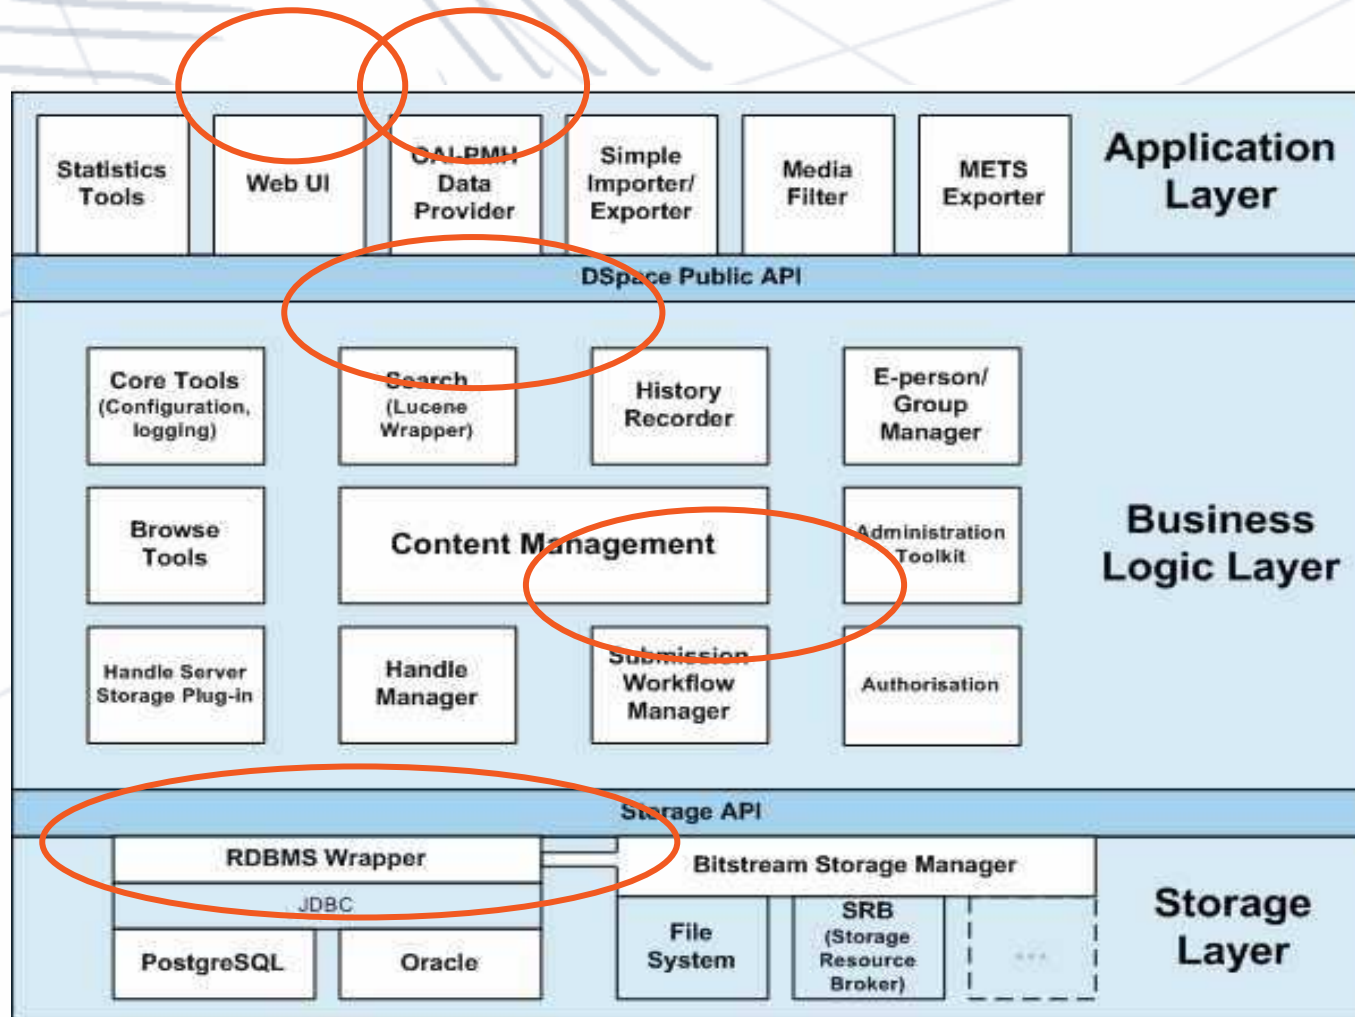 Statistics
Tools
Web UI
OAI-PMH
Data
Provider
Simple
Importer/
Exporter
Media
Filter
METS
Exporter
Application
Layer
DSpace Public API
Core Tools
(Configuration,
logging)
Search
(Lucene
Wrapper)
History
Recorder
E-person/
Group
Manager
Browse
Tools
Content Management
Administration
Toolkit
Business
Logic Layer
Handle Server
Storage Plug-in
Handle
Manager
Submission
Workflow
Manager
Authorisation
Storage API
RDBMS Wrapper
JDBC
PostgreSQL
Oracle
Bitstream Storage Manager
File
System
SRB
(Storage
Resource
Broker)
...
Storage
Layer